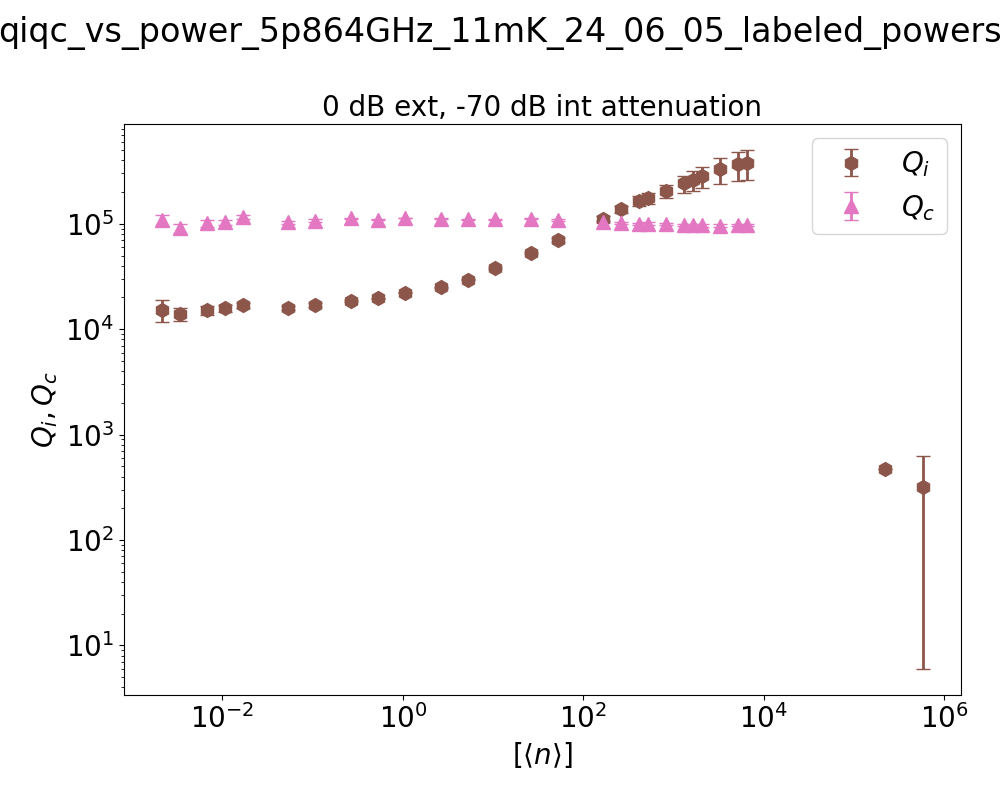 qiqc_vs_power_5p864GHz_11mK_24_06_05_labeled_powers
0 dB ext, -70 dB int attenuation
Q_i
Q_c
10^5
10^4
10^3
10^2
10^1
Q_i, Q_c
10^−2
10^0
10^2
10^4
10^6
[⟨n⟩]